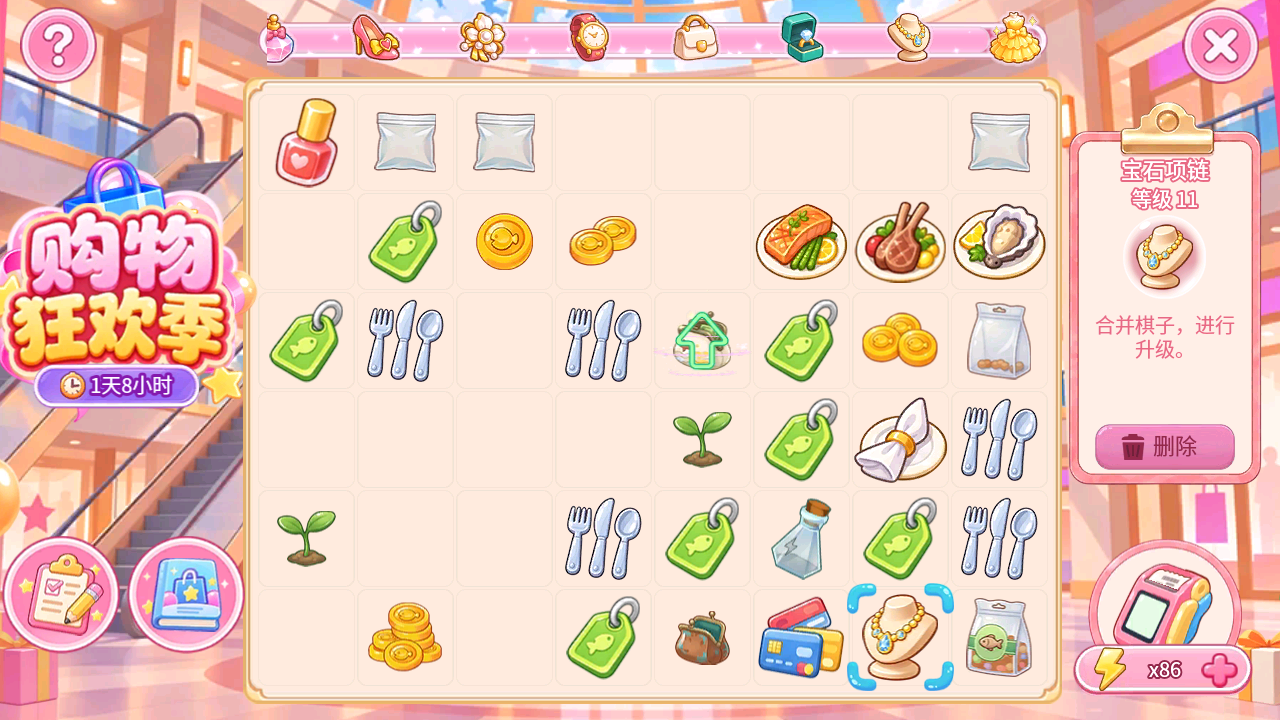 购物
狂欢季
1天8小时
宝石项链
等级 11
合并棋子，进行
升级。
删除
x86